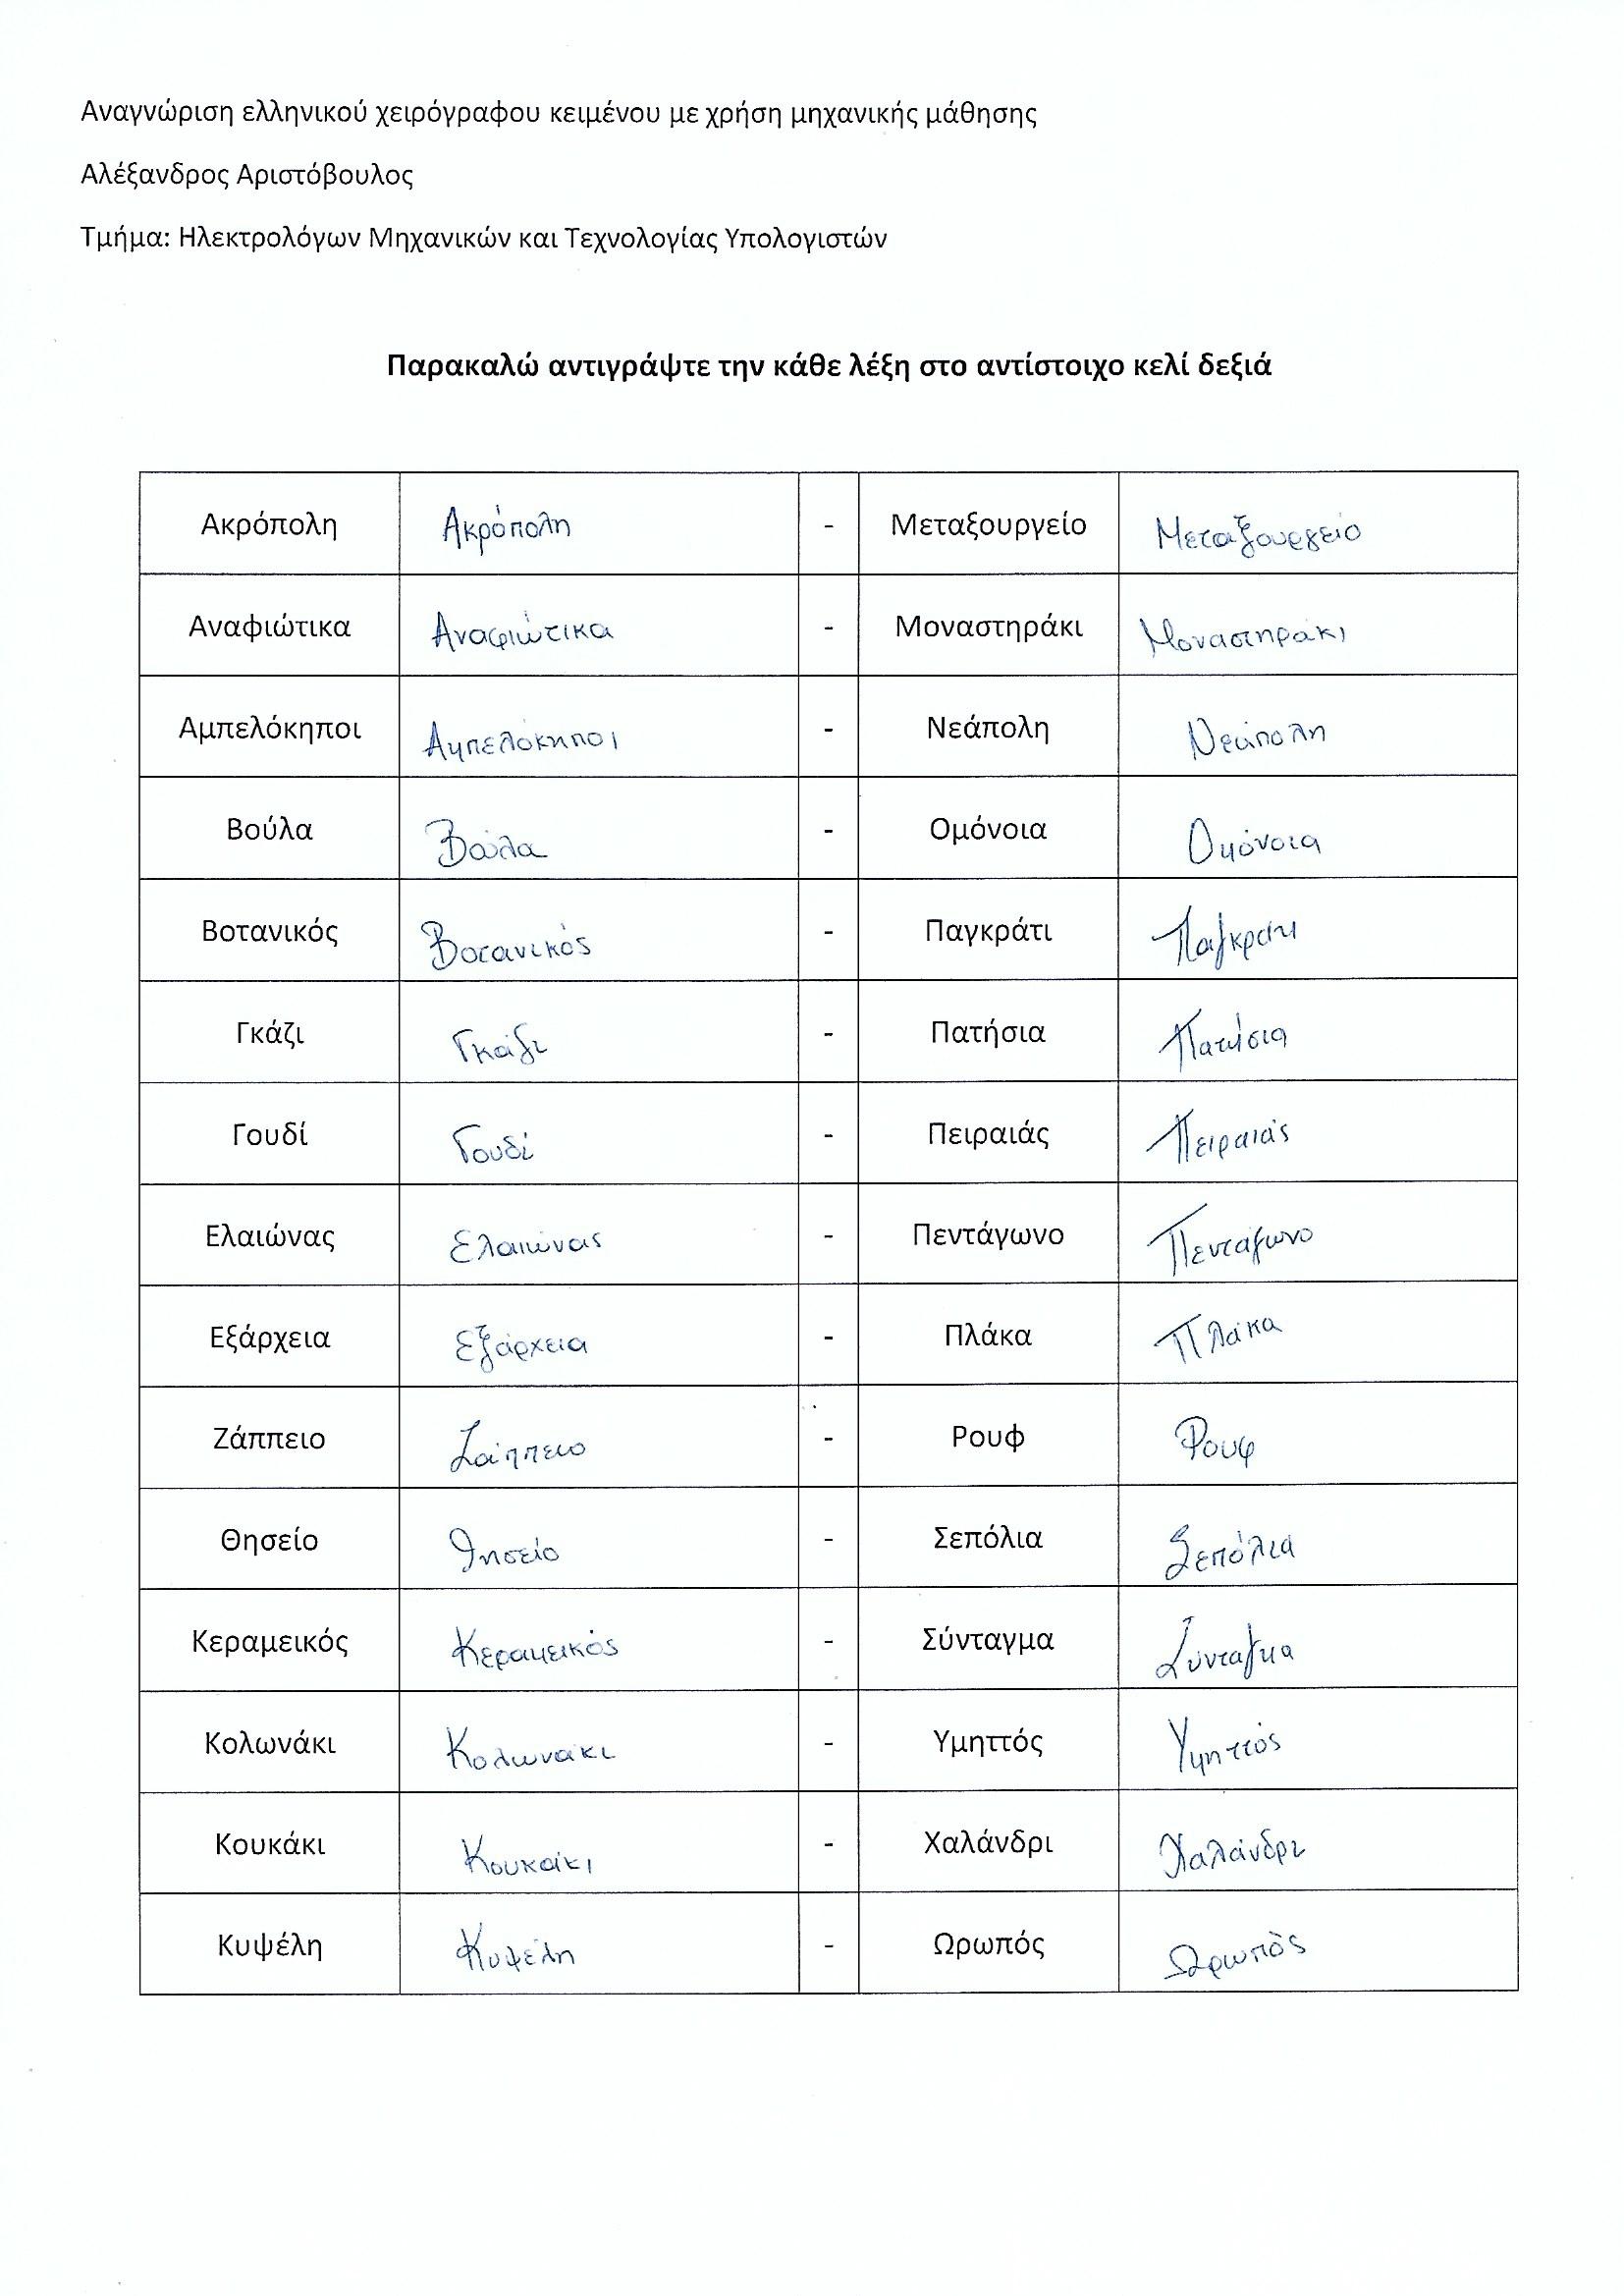 Αναγνώριση ελληνικού χειρόγραφου κειμένου με χρήση μηχανικής μάθησης
Αλέξανδρος Αριστόβουλος
Τμήμα: Ηλεκτρολόγων Μηχανικών και Τεχνολογίας Υπολογιστών
Παρακαλώ αντιγράψτε την κάθε λέξη στο αντίστοιχο κελί δεξιά
Ακρόπολη Ακρόπολη - Μεταξουργείο Μεταξουργείο
Αναφιώτικα Αναφιώτικα - Μοναστηράκι Μοναστηράκι
Αμπελόκηποι Αμπελόκηποι - Νεάπολη Νεάπολη
Βούλα Βούλα - Ομόνοια Ομόνοια
Βοτανικός Βοτανικός - Παγκράτι Παγκράτι
Γκάζι Γκάζι - Πατήσια Πατήσια
Γουδί Γουδί - Πειραιάς Πειραιάς
Ελαιώνας Ελαιώνας - Πεντάγωνο Πεντάγωνο
Εξάρχεια Εξάρχεια - Πλάκα Πλάκα
Ζάππειο Ζάππειο - Ρουφ Ρουφ
Θησείο Θησείο - Σεπόλια Σεπόλια
Κεραμεικός Κεραμεικός - Σύνταγμα Σύνταγμα
Κολωνάκι Κολωνάκι - Υμηττός Υμηττός
Κουκάκι Κουκάκι - Χαλάνδρι Χαλάνδρι
Κυψέλη Κυψέλη - Ωρωπός Ωρωπός